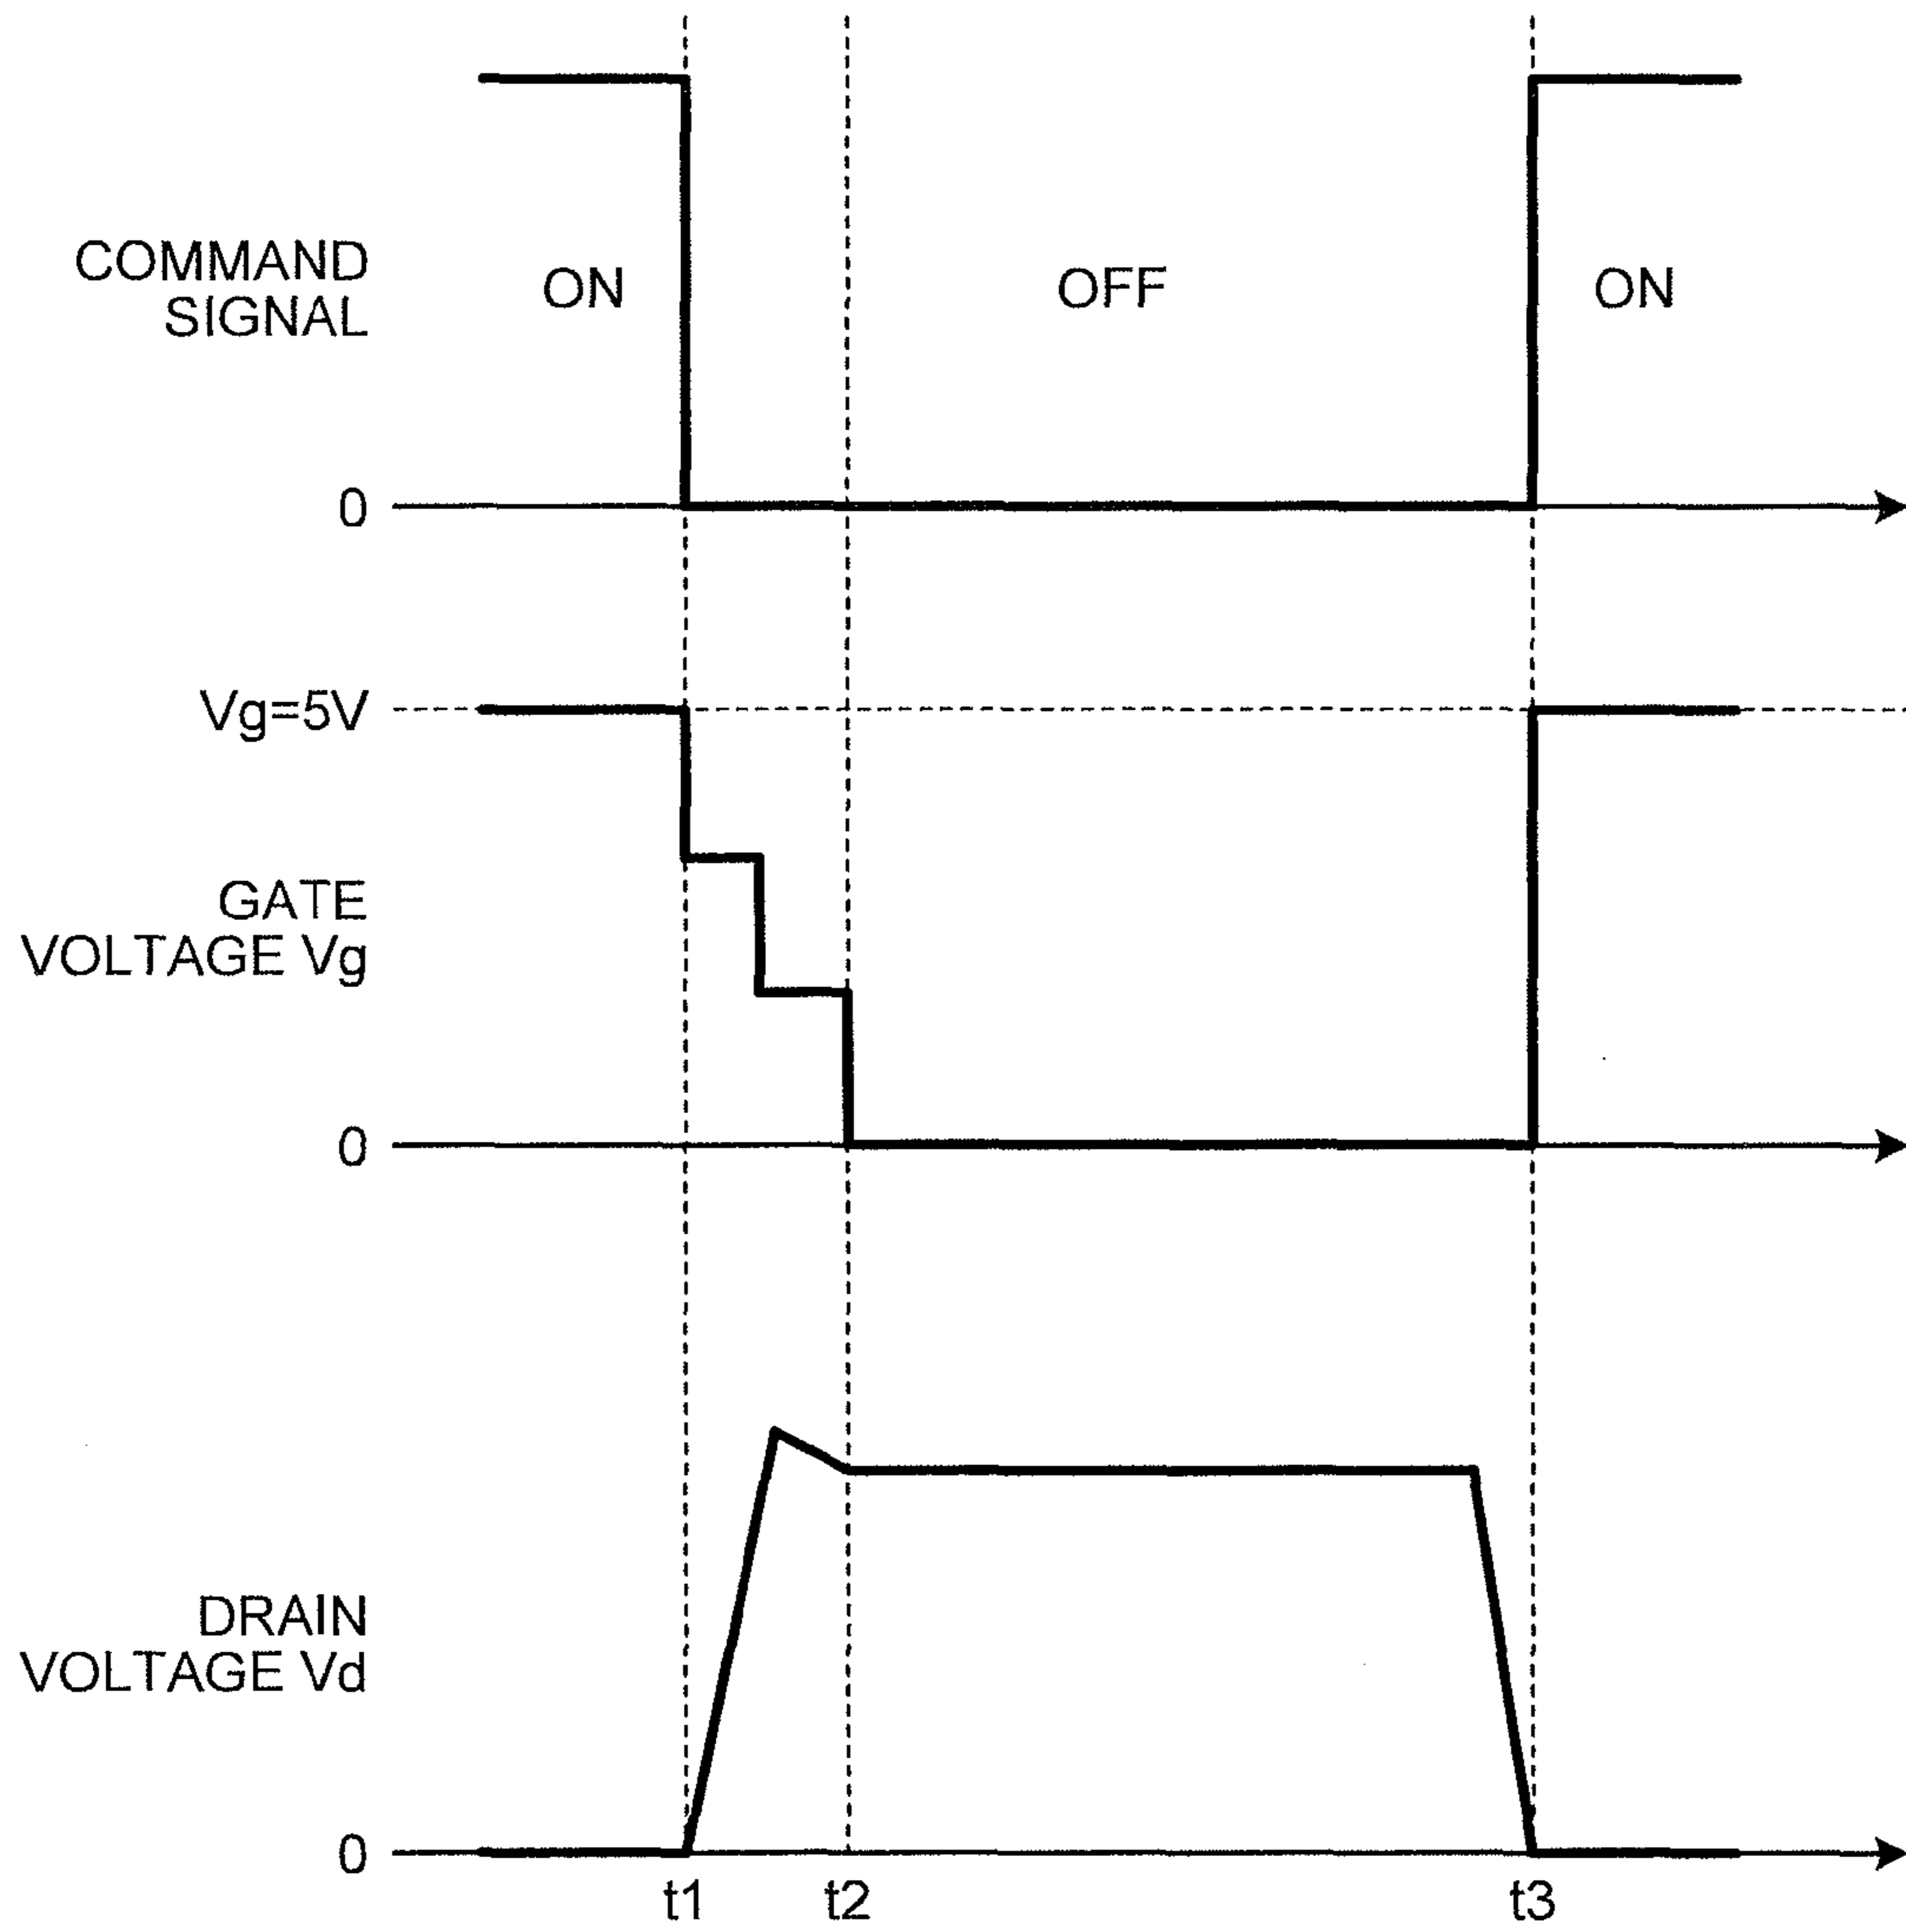 COMMAND
SIGNAL
ON
OFF
ON
0
Vg=5V
GATE
VOLTAGE Vg
0
DRAIN
VOLTAGE Vd
0
t1
t2
t3